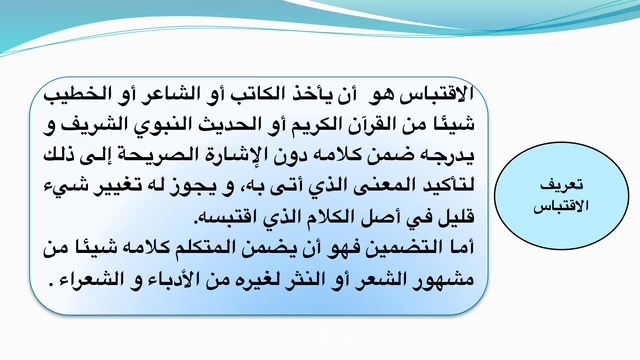 الاقتباس هو أن يأخذ الكاتب أو الشاعر أو الخطيب
شيئا من القرآن الكريم أو الحديث النبوي الشريف و
يدرجه ضمن كلامه دون الإشارة الصريحة إلى ذلك
لتأكيد المعنى الذي أتى به، و يجوز له تغيير شيء
قليل في أصل الكلام الذي اقتبسه.
أما التضمين فهو أن يضمن المتكلم كلامه شيئا من
مشهور الشعر أو النثر لغيره من الأدباء و الشعراء .
تعريف
الاقتباس